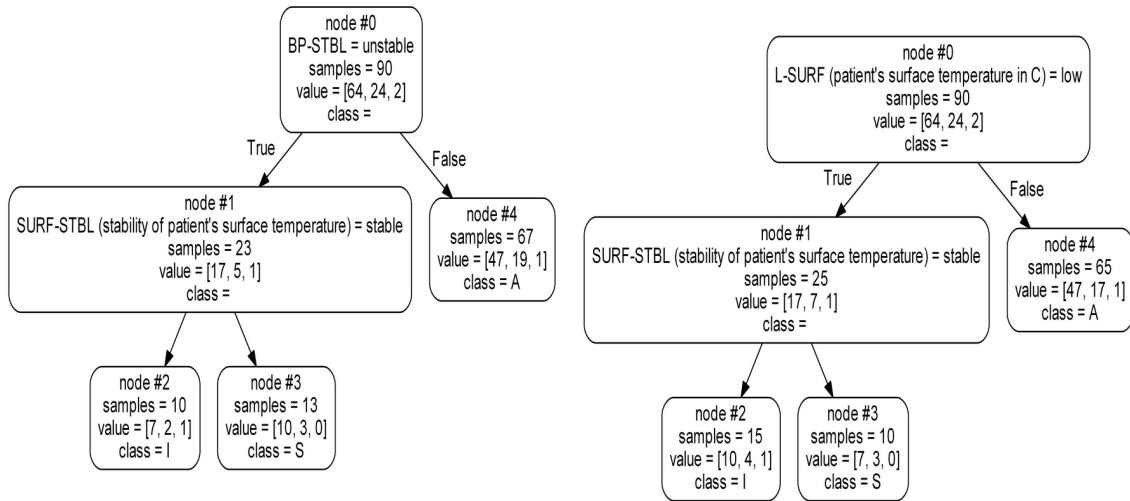 node #0
BP-STBL = unstable
samples = 90
value = [64, 24, 2]
class =
True
False
node #1
SURF-STBL (stability of patient's surface temperature) = stable
samples = 23
value = [17, 5, 1]
class =
node #4
samples = 67
value = [47, 19, 1]
class = A
node #2
samples = 10
value = [7, 2, 1]
class = I
node #3
samples = 13
value = [10, 3, 0]
class = S
node #0
L-SURF (patient's surface temperature in C) = low
samples = 90
value = [64, 24, 2]
class =
True
False
node #1
SURF-STBL (stability of patient's surface temperature) = stable
samples = 25
value = [17, 7, 1]
class =
node #4
samples = 65
value = [47, 17, 1]
class = A
node #2
samples = 15
value = [10, 4, 1]
class = I
node #3
samples = 10
value = [7, 3, 0]
class = S